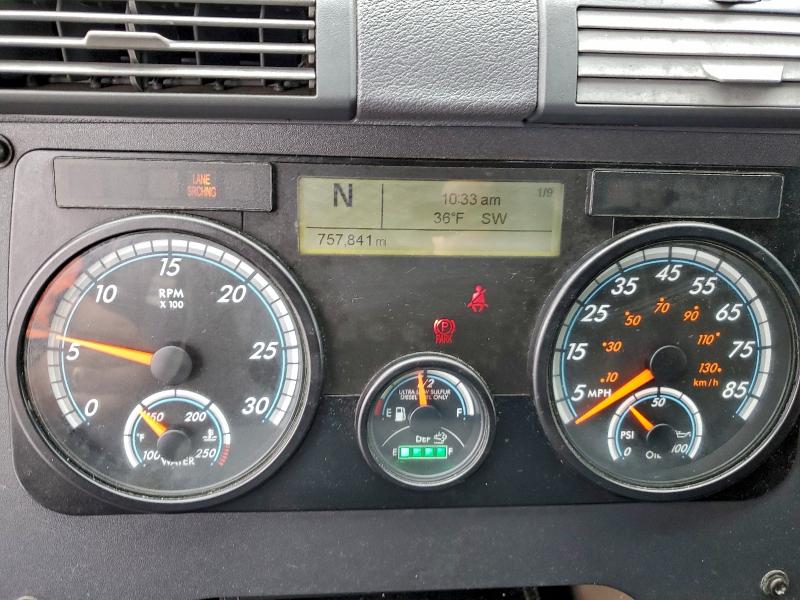 LANE
SRCHNG
N
10:33 am
1/9
36°F SW
757,841 mi
0
5
10
15
20
25
30
RPM
X 100
100
150
200
250
°F
WATER
PARK
P
1/2
ULTRA LOW SULFUR
DIESEL FUEL ONLY
E
F
DEF
E
F
5
15
25
35
45
55
65
75
85
MPH
10
30
50
70
90
110
130
km/h
0
50
100
PSI
OIL